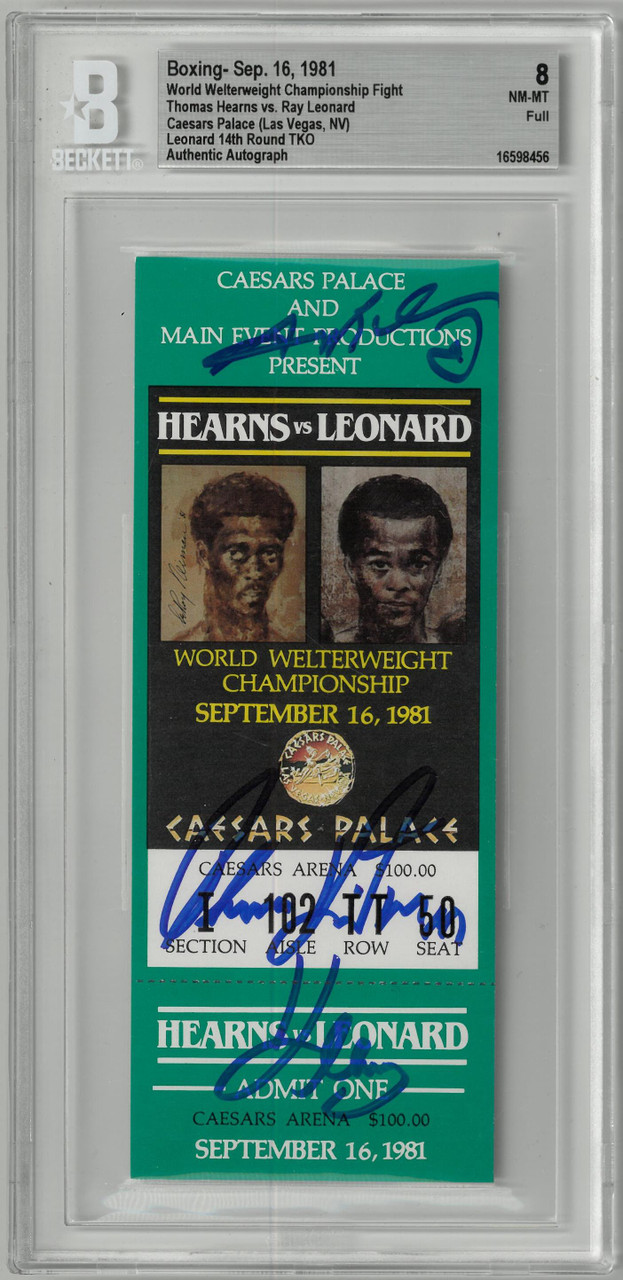 B
BECKETT®
Boxing- Sep. 16, 1981
World Welterweight Championship Fight
Thomas Hearns vs. Ray Leonard
Caesars Palace (Las Vegas, NV)
Leonard 14th Round TKO
Authentic Autograph
8
NM-MT
Full
16598456
CAESARS PALACE
AND
MAIN EVENT PRODUCTIONS
PRESENT
HEARNS vs LEONARD
WORLD WELTERWEIGHT
CHAMPIONSHIP
SEPTEMBER 16, 1981
CAESARS PALACE
CAESARS PALACE
CAESARS ARENA $100.00
I 102 TT 50
SECTION AISLE ROW SEAT
HEARNS vs LEONARD
ADMIT ONE
CAESARS ARENA $100.00
SEPTEMBER 16, 1981